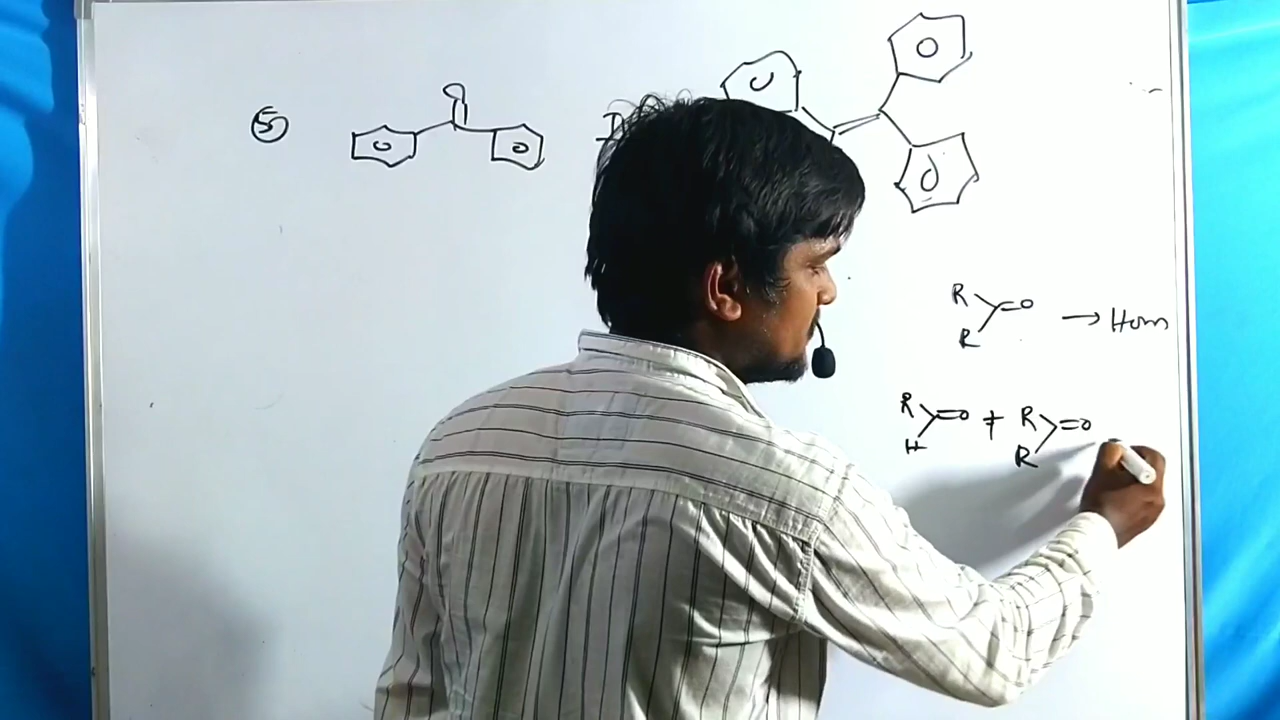 5
O
R
R =O → Hom
R H =O + R R =O